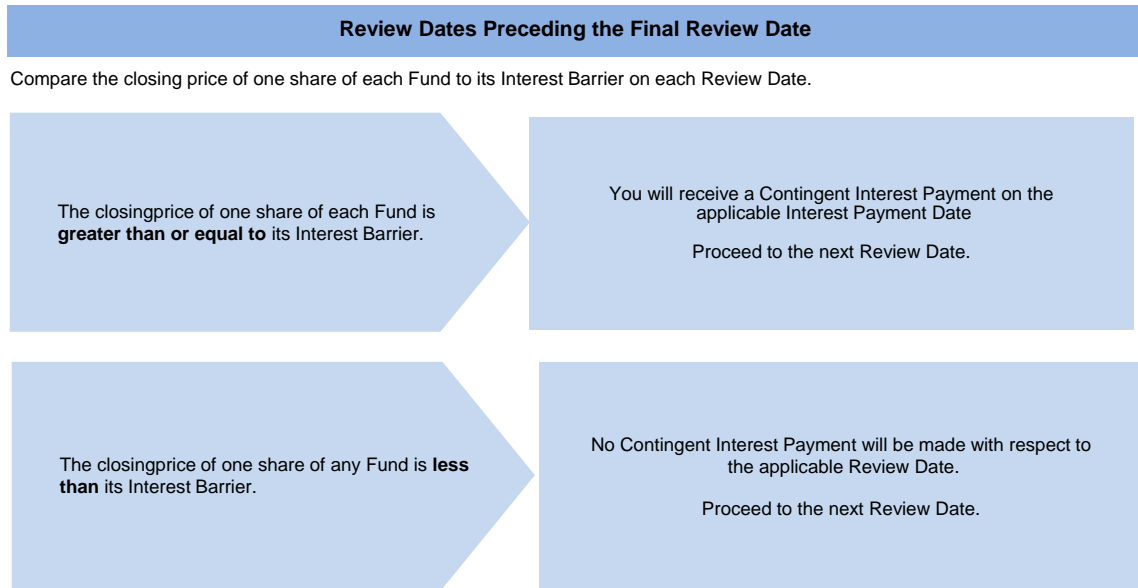 Review Dates Preceding the Final Review Date
Compare the closing price of one share of each Fund to its Interest Barrier on each Review Date.
The closingprice of one share of each Fund is
greater than or equal to its Interest Barrier.
You will receive a Contingent Interest Payment on the
applicable Interest Payment Date
Proceed to the next Review Date.
The closingprice of one share of any Fund is less
than its Interest Barrier.
No Contingent Interest Payment will be made with respect to
the applicable Review Date.
Proceed to the next Review Date.